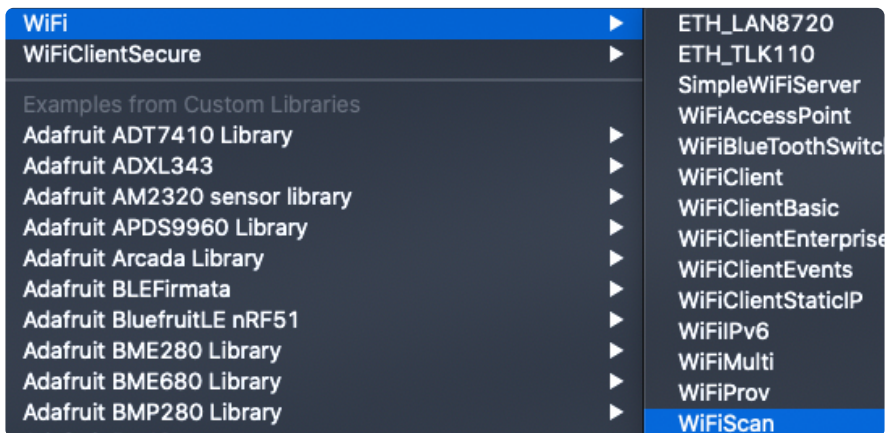 WiFi
WiFiClientSecure
Examples from Custom Libraries
Adafruit ADT7410 Library
Adafruit ADXL343
Adafruit AM2320 sensor library
Adafruit APDS9960 Library
Adafruit Arcada Library
Adafruit BLEFirmata
Adafruit BluefruitLE nRF51
Adafruit BME280 Library
Adafruit BME680 Library
Adafruit BMP280 Library
ETH_LAN8720
ETH_TLK110
SimpleWiFiServer
WiFiAccessPoint
WiFiBlueToothSwitc
WiFiClient
WiFiClientBasic
WiFiClientEnterprise
WiFiClientEvents
WiFiClientStaticIP
WiFiIPv6
WiFiMulti
WiFiProv
WiFiScan